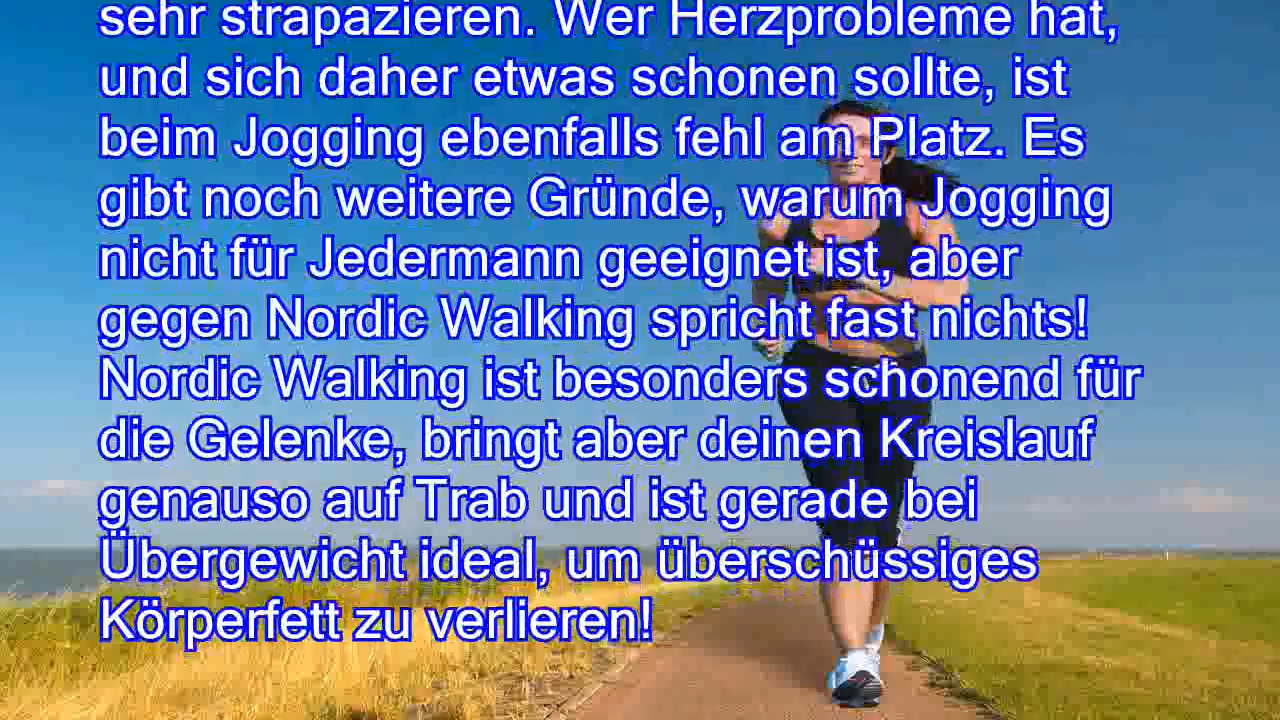 sehr strapazieren. Wer Herzprobleme hat,
und sich daher etwas schonen sollte, ist
beim Jogging ebenfalls fehl am Platz. Es
gibt noch weitere Gründe, warum Jogging
nicht für Jedermann geeignet ist, aber
gegen Nordic Walking spricht fast nichts!
Nordic Walking ist besonders schonend für
die Gelenke, bringt aber deinen Kreislauf
genauso auf Trab und ist gerade bei
Übergewicht ideal, um überschüssiges
Körperfett zu verlieren!